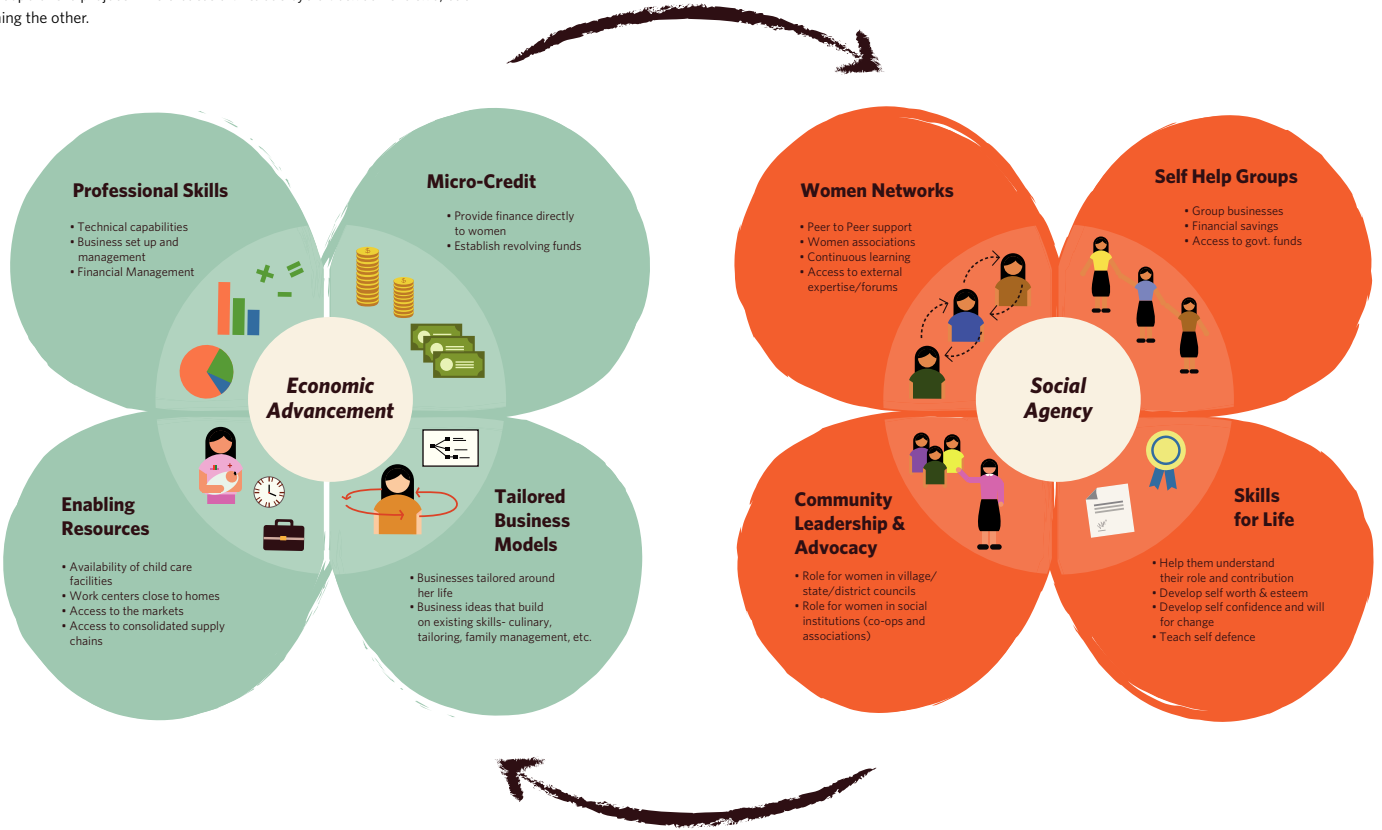 the other.
Professional Skills
• Technical capabilities
• Business set up and
management
• Financial Management
Micro-Credit
• Provide finance directly
to women
• Establish revolving funds
Economic
Advancement
Enabling
Resources
• Availability of child care
facilities
• Work centers close to homes
• Access to the markets
• Access to consolidated supply
chains
Tailored
Business
Models
• Businesses tailored around
her life
• Business ideas that build
on existing skills- culinary,
tailoring, family management, etc.
Women Networks
• Peer to Peer support
• Women associations
• Continuous learning
• Access to external
expertise/forums
Self Help Groups
• Group businesses
• Financial savings
• Access to govt. funds
Social
Agency
Community
Leadership &
Advocacy
• Role for women in village/
state/district councils
• Role for women in social
institutions (co-ops and
associations)
Skills
for Life
• Help them understand
their role and contribution
• Develop self worth & esteem
• Develop self confidence and will
for change
• Teach self defence